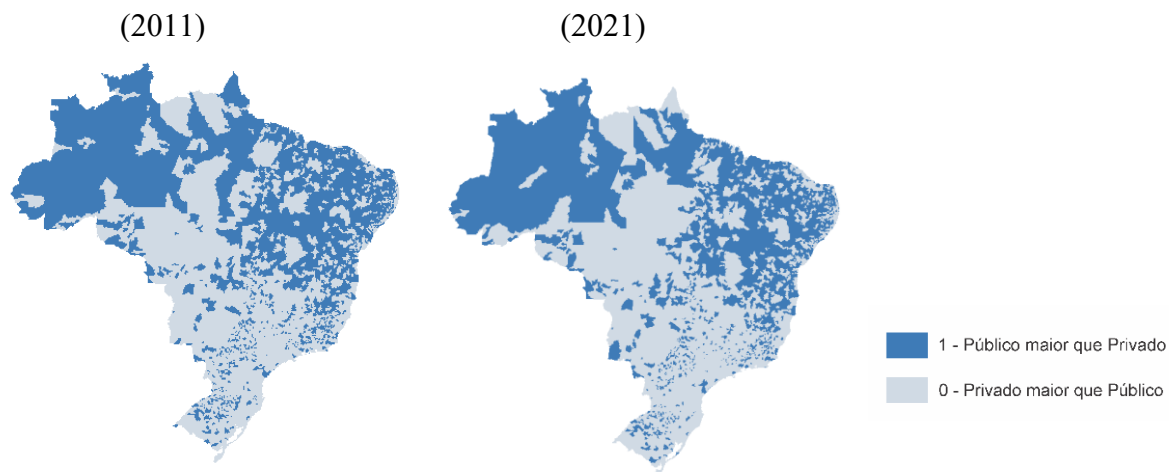 (2011)
(2021)
1 - Público maior que Privado
0 - Privado maior que Público